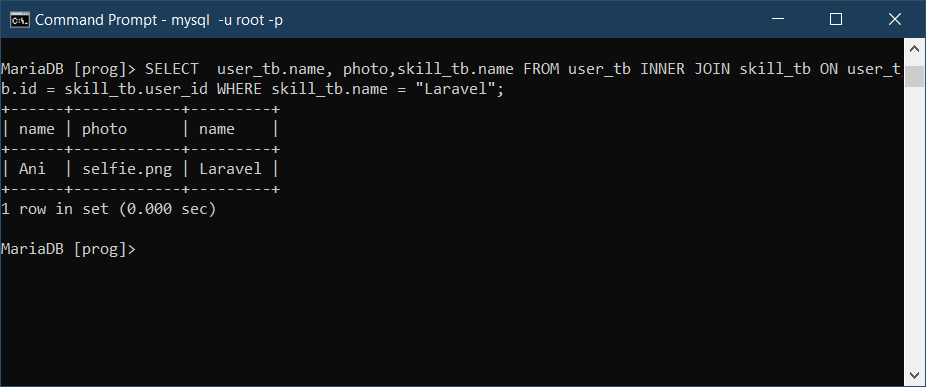 Command Prompt - mysql  -u root -p
MariaDB [prog]> SELECT  user_tb.name, photo,skill_tb.name FROM user_tb INNER JOIN skill_tb ON user_t
b.id = skill_tb.user_id WHERE skill_tb.name = "Laravel";
+------+------------+---------+
| name | photo      | name    |
+------+------------+---------+
| Ani  | selfie.png | Laravel |
+------+------------+---------+
1 row in set (0.000 sec)
MariaDB [prog]>